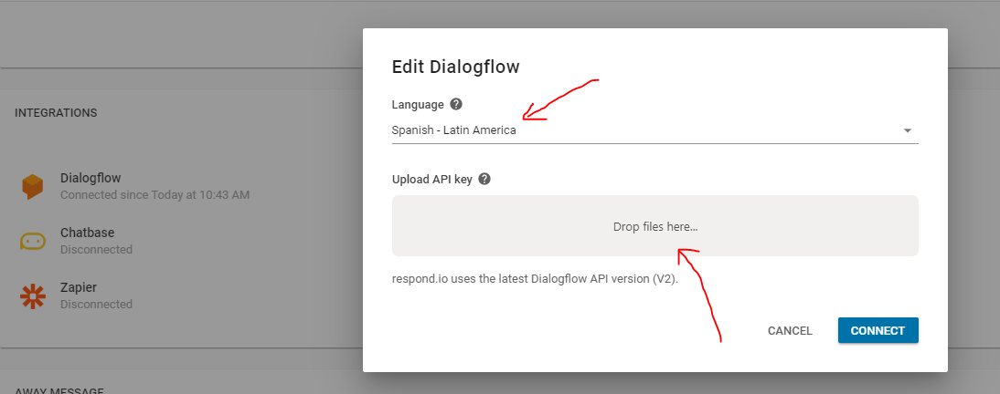 INTEGRATIONS
Dialogflow
Connected since Today at 10:43 AM
Chatbase
Disconnected
Zapier
Disconnected
AWAY MESSAGE
Edit Dialogflow
Language ?
Spanish - Latin America
Upload API key ?
Drop files here...
respond.io uses the latest Dialogflow API version (V2).
CANCEL CONNECT